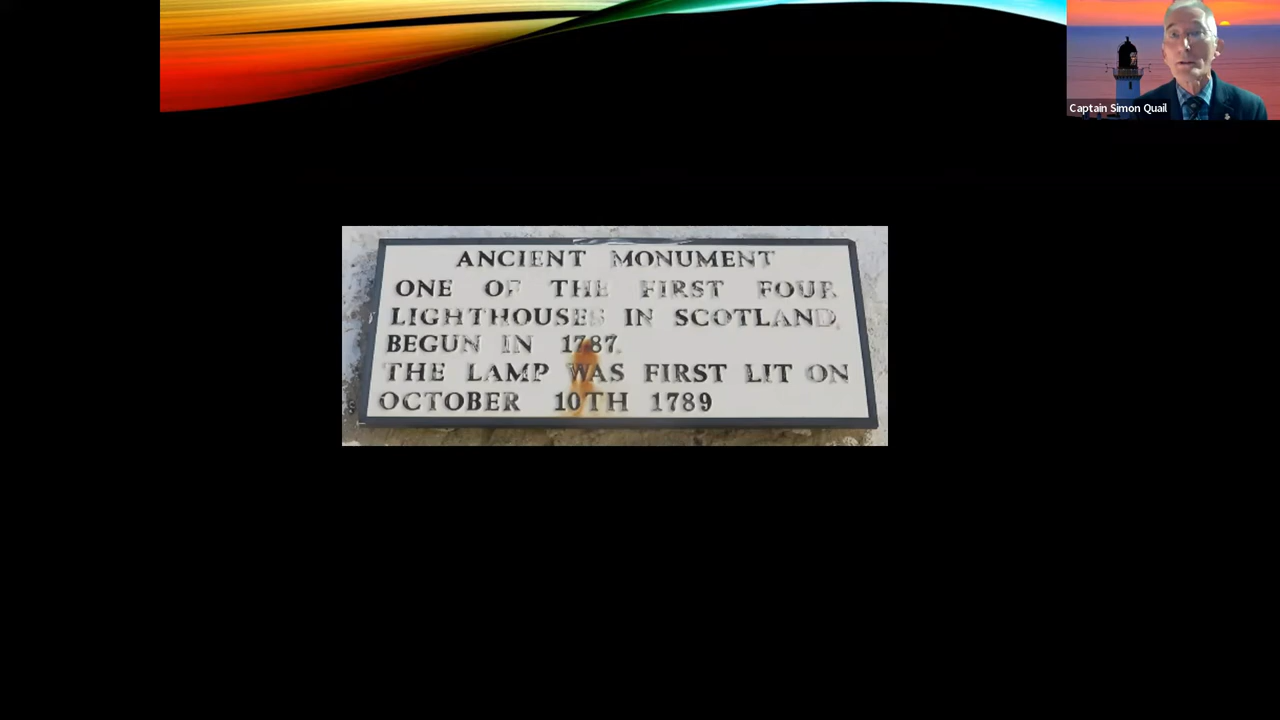 Captain Simon Quail
ANCIENT MONUMENT
ONE OF THE FIRST FOUR
LIGHTHOUSES IN SCOTLAND.
BEGUN IN 1787.
THE LAMP WAS FIRST LIT ON
OCTOBER 10TH 1789